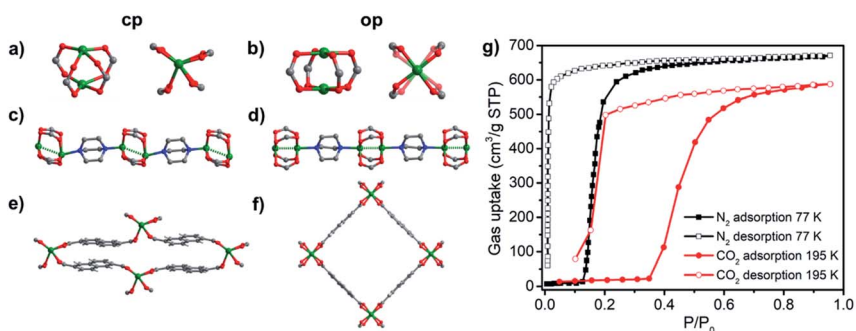 cp
op
a)
b)
c)
d)
e)
f)
g)
Gas uptake (cm³/g STP)
700
600
500
400
300
200
100
0
N₂ adsorption 77 K
N₂ desorption 77 K
CO₂ adsorption 195 K
CO₂ desorption 195 K
0.0 0.2 0.4 0.6 0.8 1.0
P/P₀